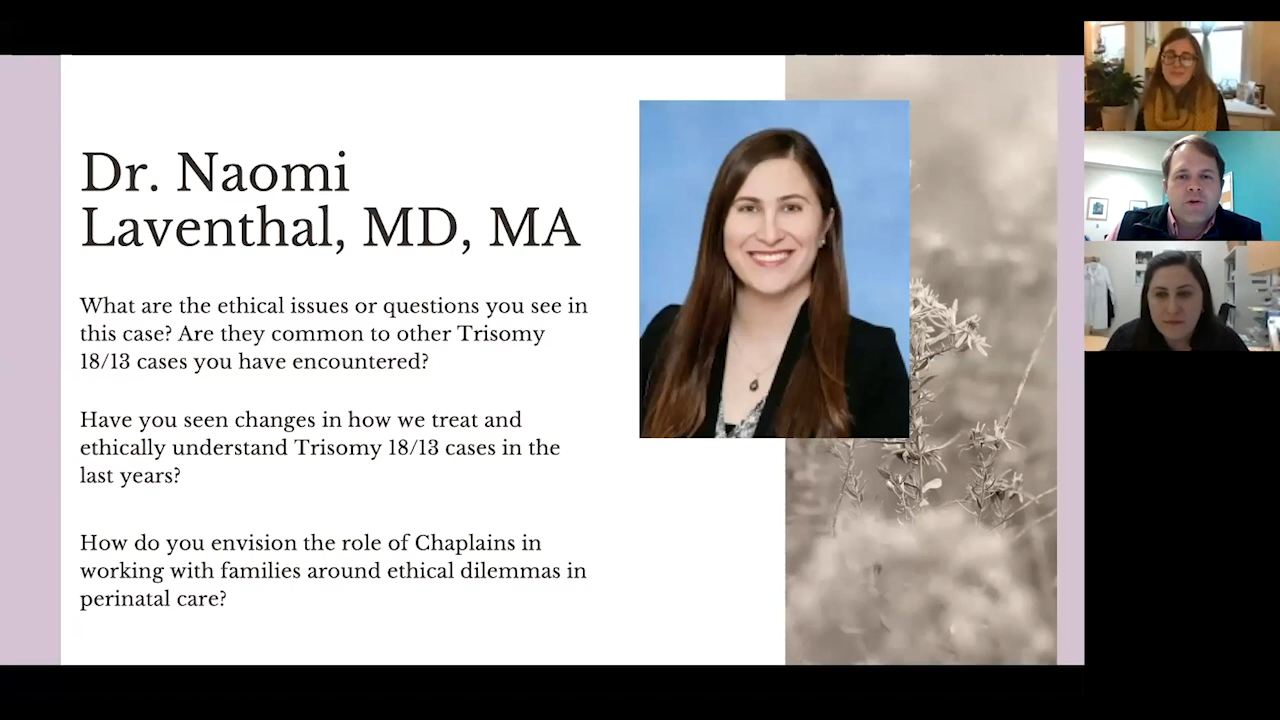 Dr. Naomi
Laventhal, MD, MA
What are the ethical issues or questions you see in
this case? Are they common to other Trisomy
18/13 cases you have encountered?
Have you seen changes in how we treat and
ethically understand Trisomy 18/13 cases in the
last years?
How do you envision the role of Chaplains in
working with families around ethical dilemmas in
perinatal care?